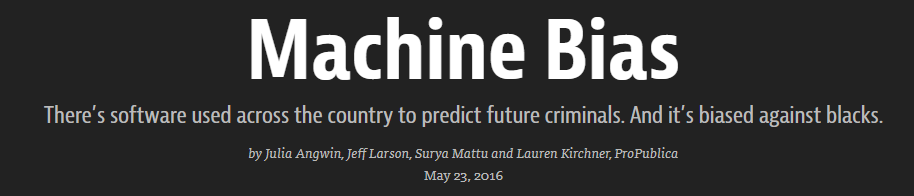 Machine Bias
There’s software used across the country to predict future criminals. And it’s biased against blacks.
by Julia Angwin, Jeff Larson, Surya Mattu and Lauren Kirchner, ProPublica
May 23, 2016